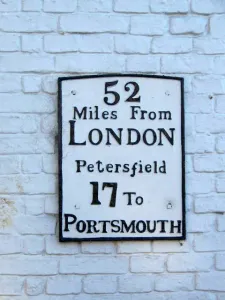 52
Miles From
LONDON
Petersfield
17 To
PORTSMOUTH